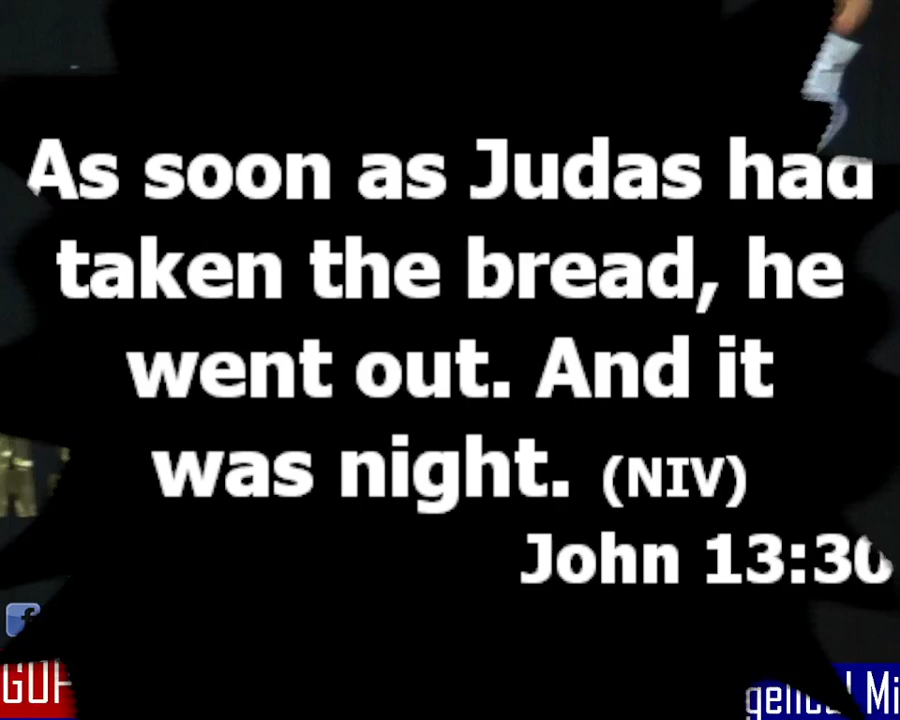 As soon as Judas had
taken the bread, he
went out. And it
was night. (NIV)
John 13:30